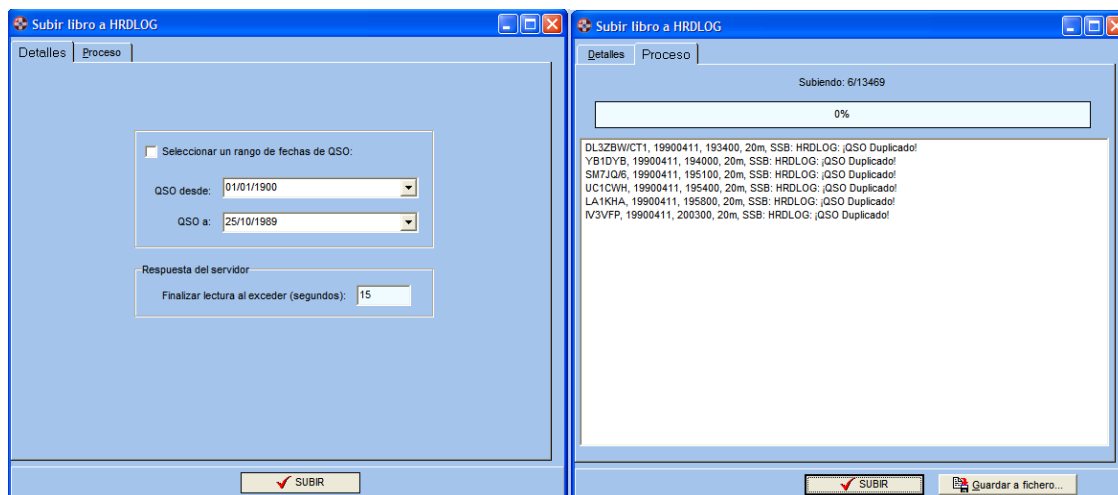 Subir libro a HRDLOG
Detalles Proceso
Seleccionar un rango de fechas de QSO:
QSO desde: 01/01/1900
QSO a: 25/10/1989
Respuesta del servidor
Finalizar lectura al exceder (segundos): 15
SUBIR
Subir libro a HRDLOG
Detalles Proceso
Subiendo: 6/13469
0%
DL3ZBW/CT1, 19900411, 193400, 20m, SSB: HRDLOG: ¡QSO Duplicado!
YB1DYB, 19900411, 194000, 20m, SSB: HRDLOG: ¡QSO Duplicado!
SM7JQ/6, 19900411, 195100, 20m, SSB: HRDLOG: ¡QSO Duplicado!
UC1CWH, 19900411, 195400, 20m, SSB: HRDLOG: ¡QSO Duplicado!
LA1KHA, 19900411, 195800, 20m, SSB: HRDLOG: ¡QSO Duplicado!
IV3VFP, 19900411, 200300, 20m, SSB: HRDLOG: ¡QSO Duplicado!
SUBIR Guardar a fichero...